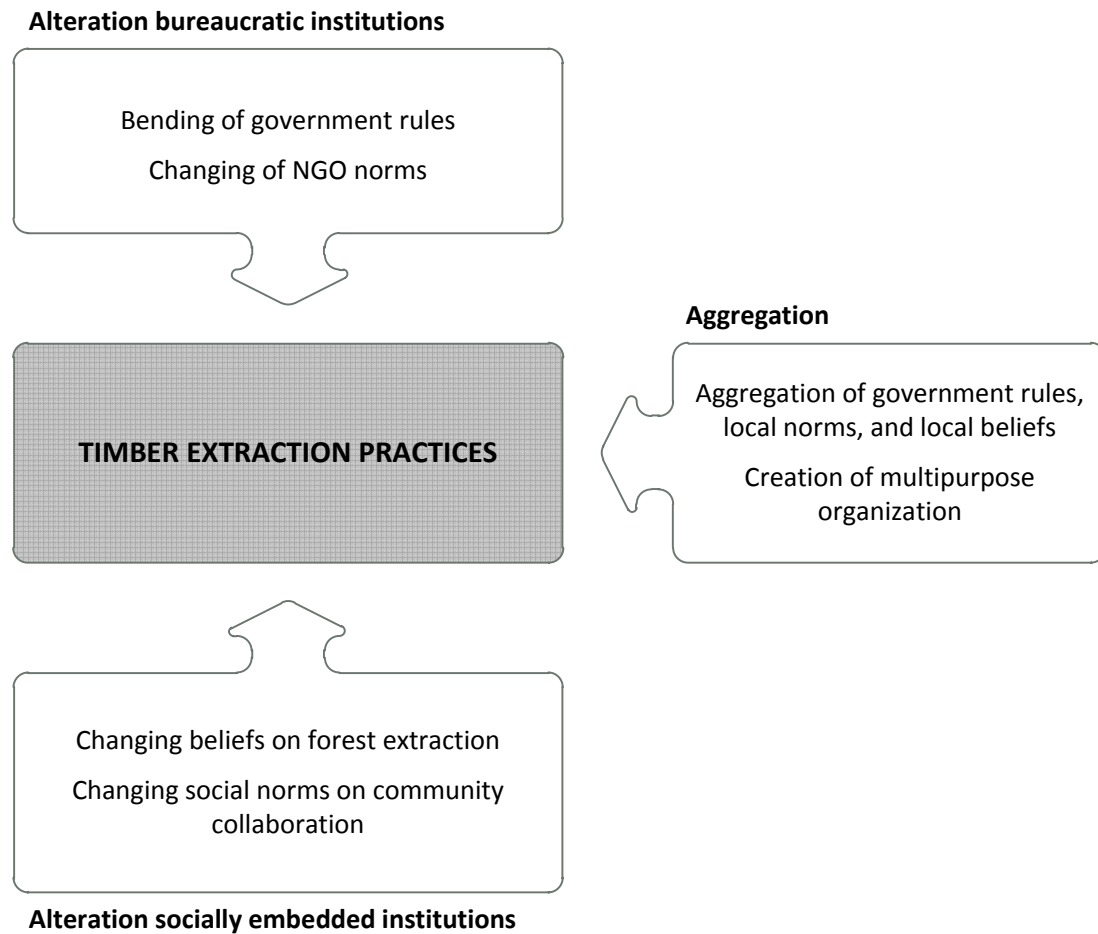 Alteration bureaucratic institutions
Bending of government rules
Changing of NGO norms
Aggregation
Aggregation of government rules,
local norms, and local beliefs
Creation of multipurpose
organization
TIMBER EXTRACTION PRACTICES
Changing beliefs on forest extraction
Changing social norms on community
collaboration
Alteration socially embedded institutions